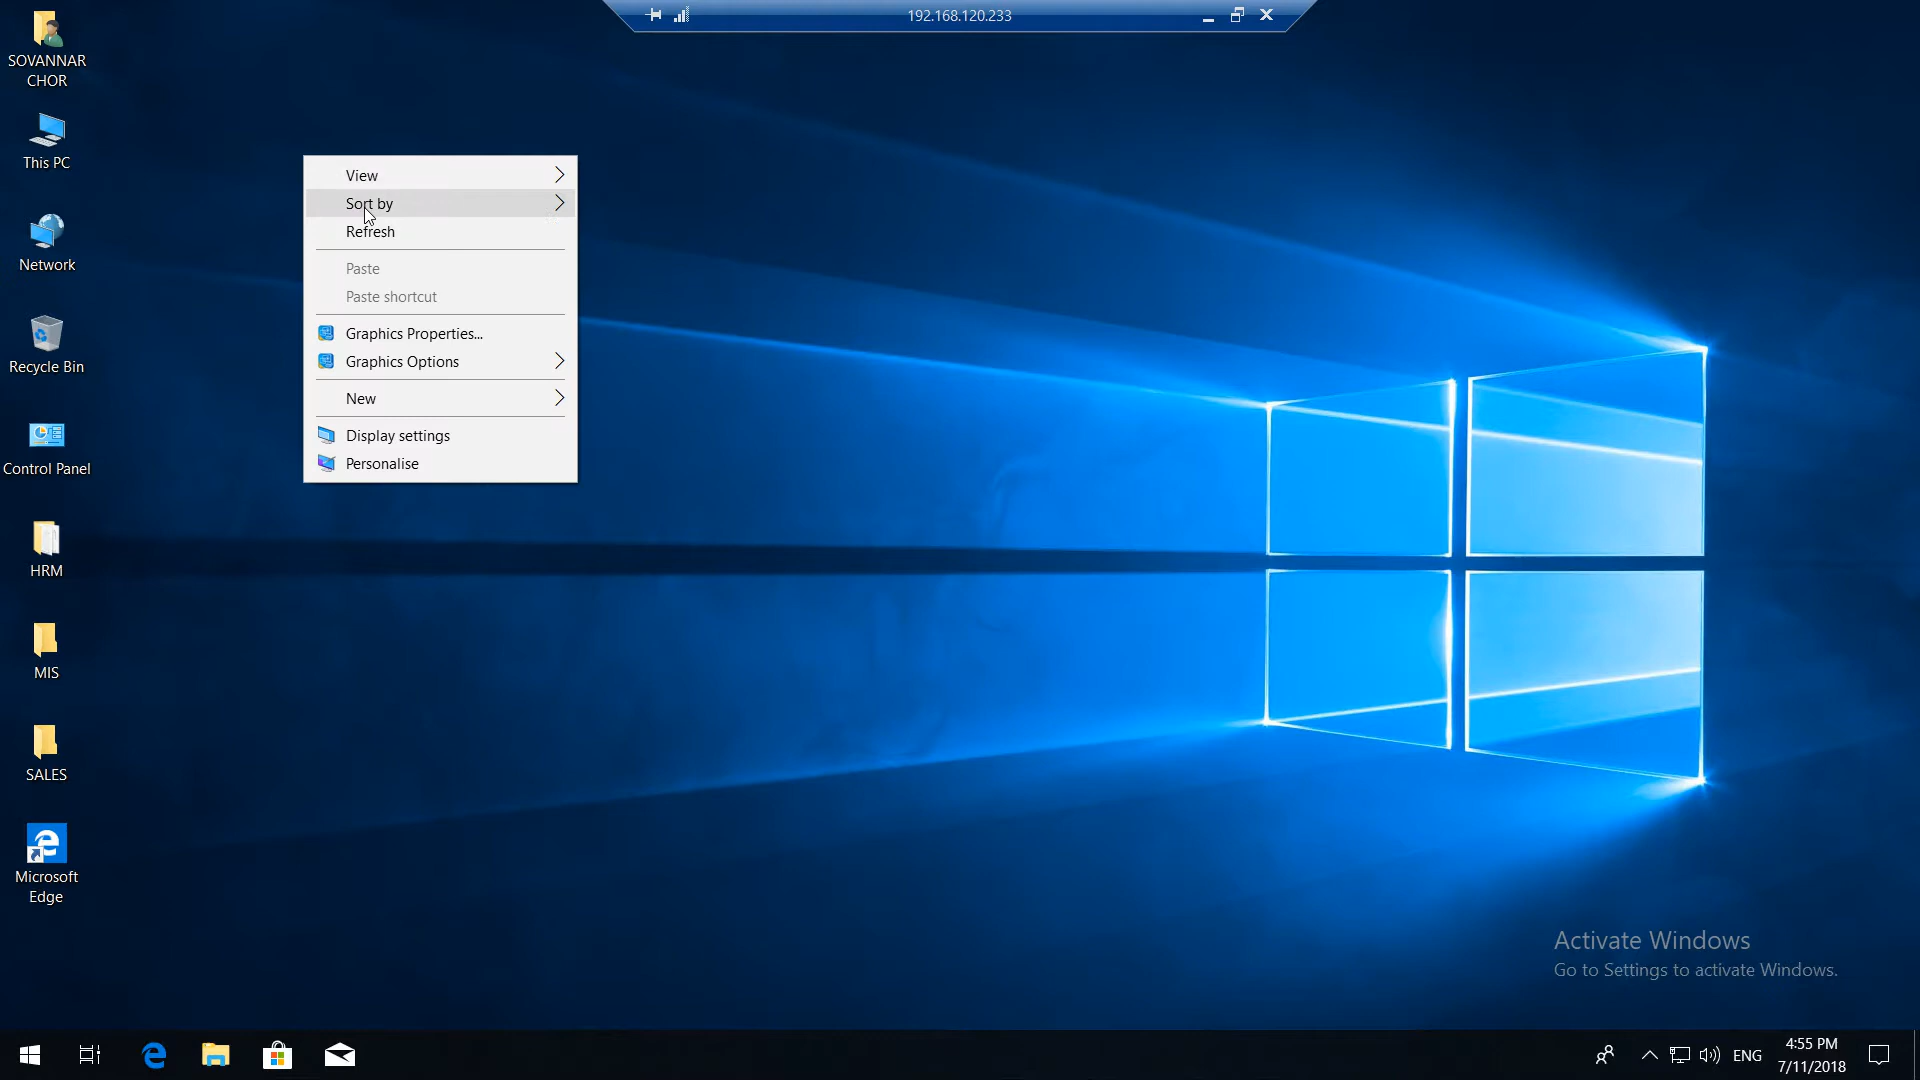 192.168.120.233
SOVANNAR
CHOR
This PC
Network
Recycle Bin
Control Panel
HRM
MIS
SALES
Microsoft
Edge
View
Sort by
Refresh
Paste
Paste shortcut
Graphics Properties...
Graphics Options
New
Display settings
Personalise
Activate Windows
Go to Settings to activate Windows.
ENG
4:55 PM
7/11/2018